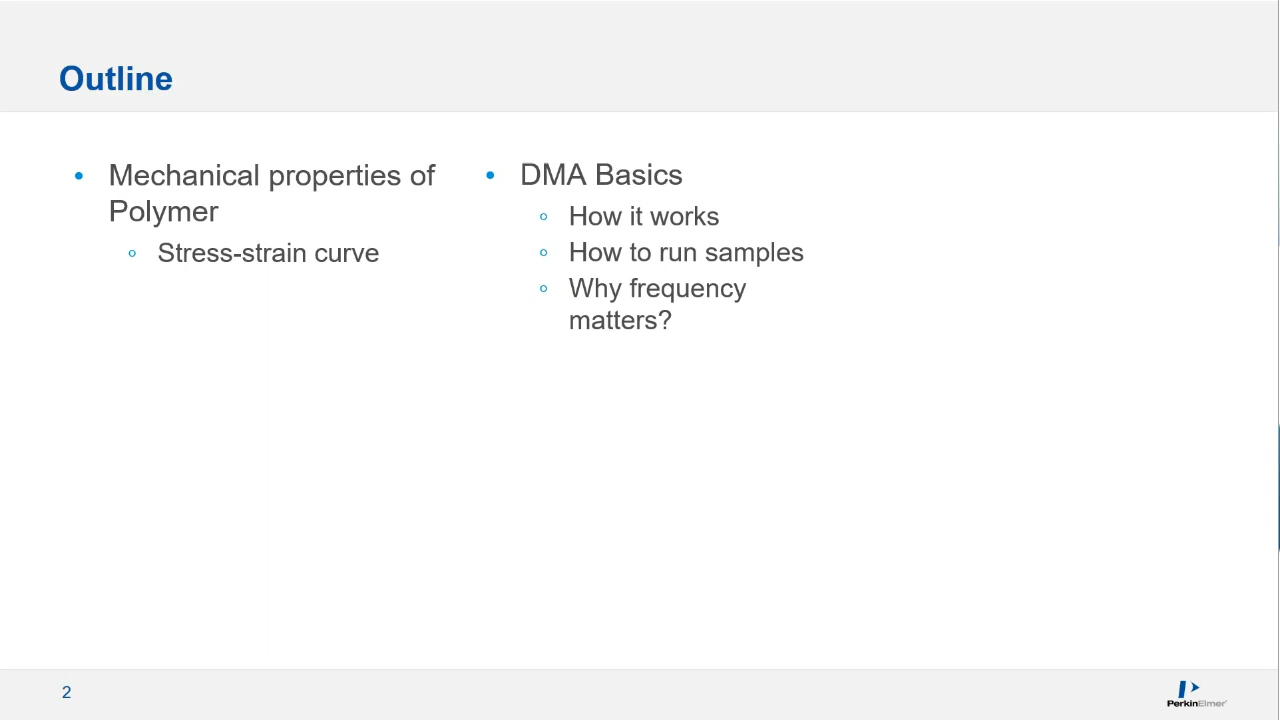 Outline
• Mechanical properties of
Polymer
◦ Stress-strain curve
• DMA Basics
◦ How it works
◦ How to run samples
◦ Why frequency
matters?
2
PerkinElmer